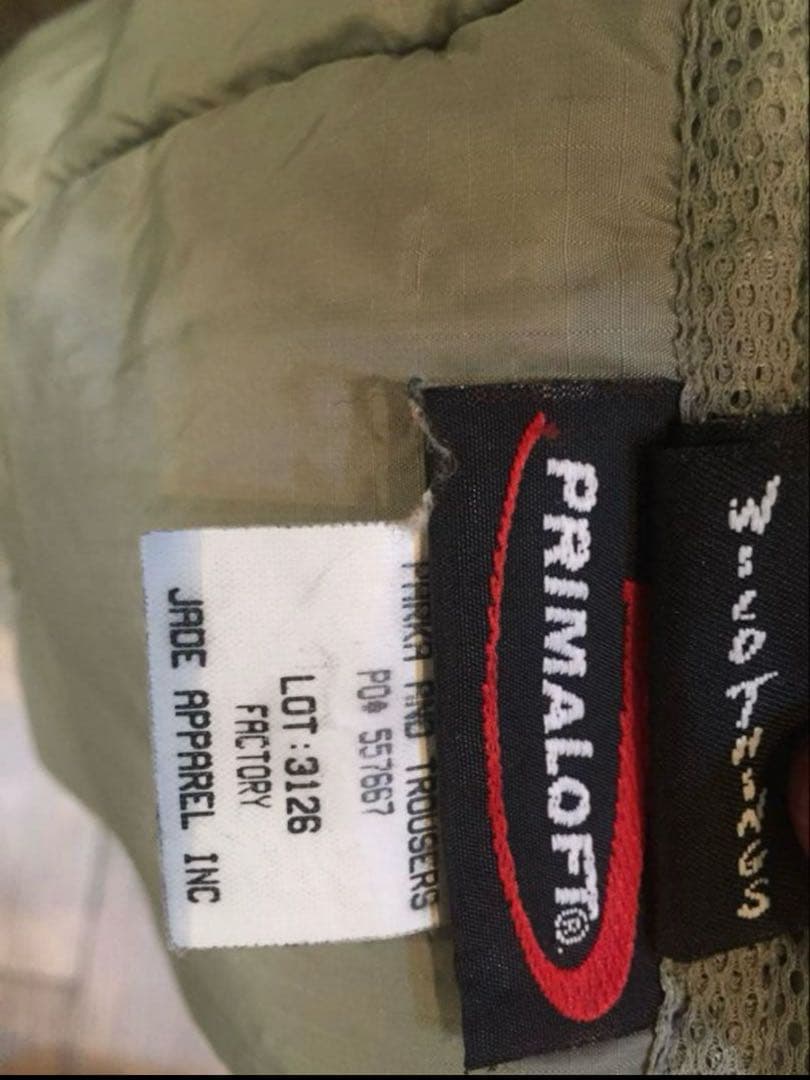 PRIMALOFT®
PARKA AND TROUSERS
PO# 557667
LOT:3126
FACTORY
JADE APPAREL INC